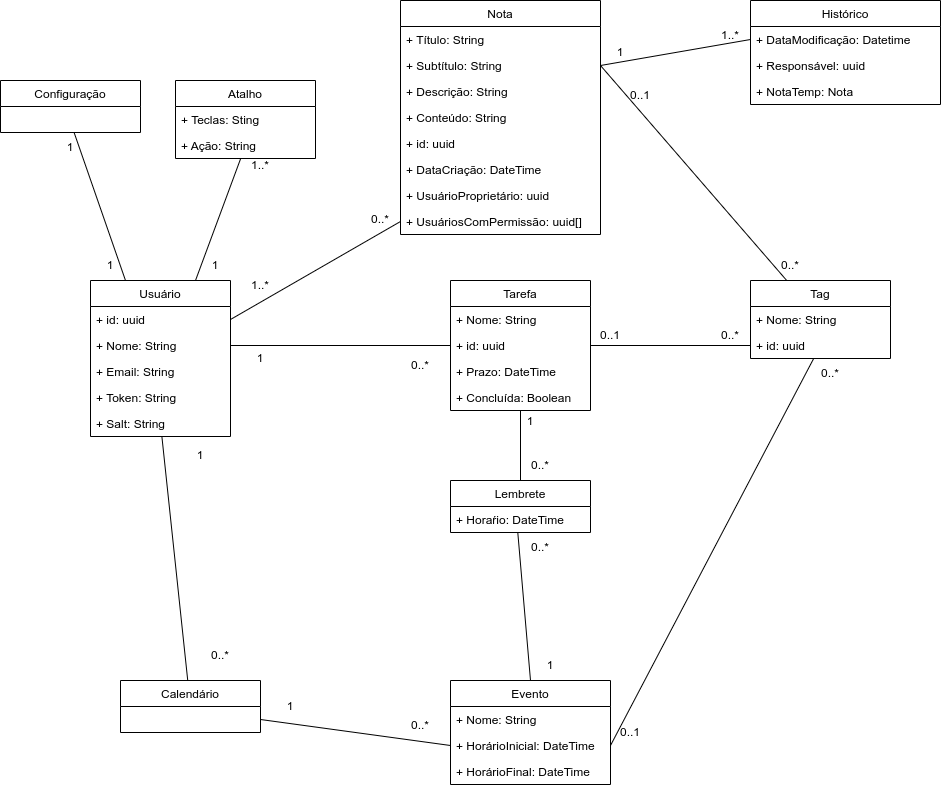 Nota
+ Título: String
+ Subtítulo: String
+ Descrição: String
+ Conteúdo: String
+ id: uuid
+ DataCriação: DateTime
+ UsuárioProprietário: uuid
+ UsuáriosComPermissão: uuid[]
Histórico
+ DataModificação: Datetime
+ Responsável: uuid
+ NotaTemp: Nota
1
1..*
0..1
0..*
Configuração
1
1
Atalho
+ Teclas: Sting
+ Ação: String
1..*
1
0..*
1..*
Usuário
+ id: uuid
+ Nome: String
+ Email: String
+ Token: String
+ Salt: String
1
0..*
Tarefa
+ Nome: String
+ id: uuid
+ Prazo: DateTime
+ Concluída: Boolean
0..1
0..*
Tag
+ Nome: String
+ id: uuid
0..*
1
0..*
Lembrete
+ Horário: DateTime
0..*
1
1
0..*
Calendário
1
0..*
Evento
+ Nome: String
+ HorárioInicial: DateTime
+ HorárioFinal: DateTime
0..1